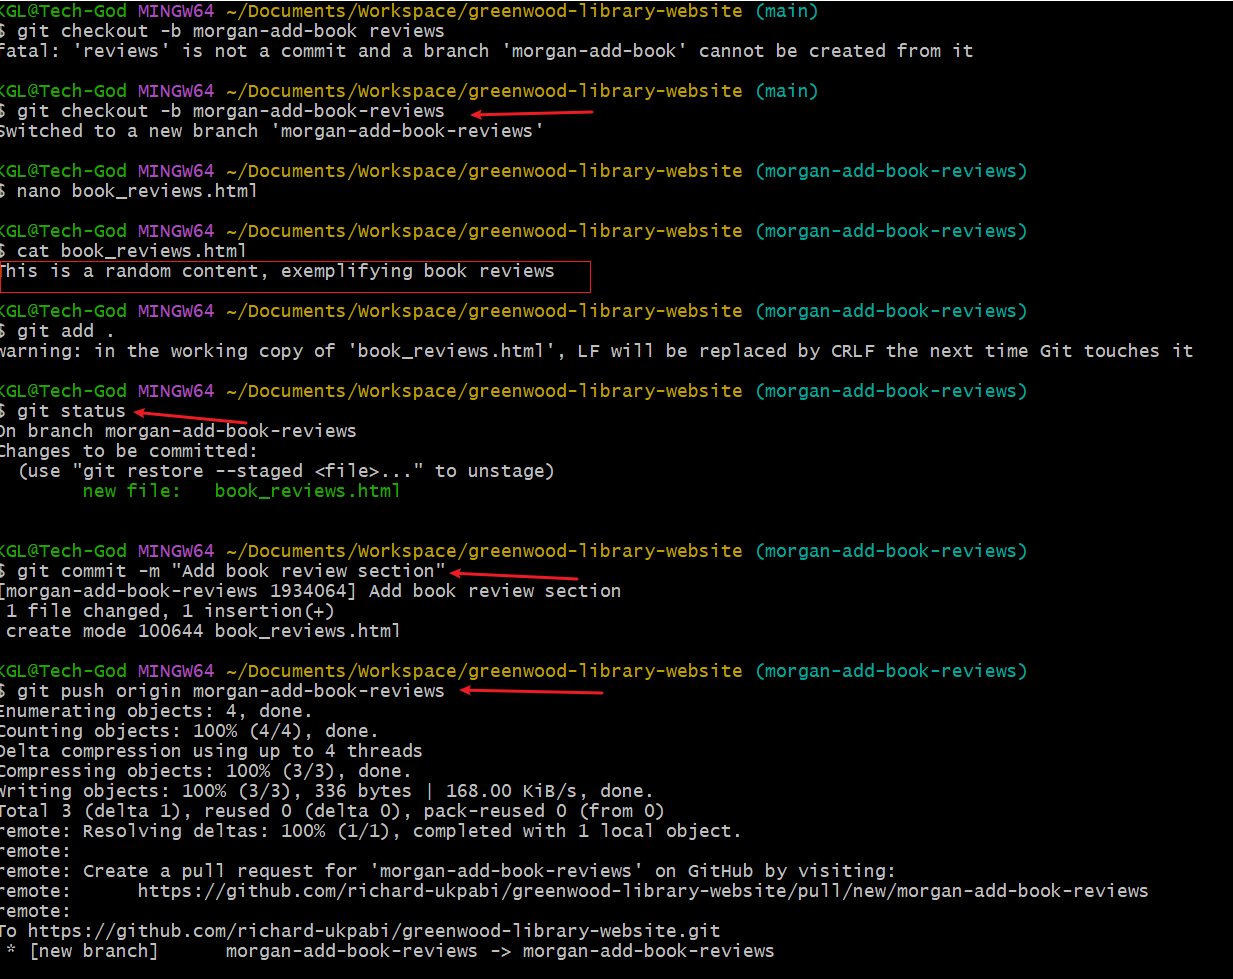 KGL@Tech-God MINGW64 ~/Documents/Workspace/greenwood-library-website (main)
$ git checkout -b morgan-add-book reviews
fatal: 'reviews' is not a commit and a branch 'morgan-add-book' cannot be created from it
KGL@Tech-God MINGW64 ~/Documents/Workspace/greenwood-library-website (main)
$ git checkout -b morgan-add-book-reviews
Switched to a new branch 'morgan-add-book-reviews'
KGL@Tech-God MINGW64 ~/Documents/Workspace/greenwood-library-website (morgan-add-book-reviews)
$ nano book_reviews.html
KGL@Tech-God MINGW64 ~/Documents/Workspace/greenwood-library-website (morgan-add-book-reviews)
$ cat book_reviews.html
This is a random content, exemplifying book reviews
KGL@Tech-God MINGW64 ~/Documents/Workspace/greenwood-library-website (morgan-add-book-reviews)
$ git add .
warning: in the working copy of 'book_reviews.html', LF will be replaced by CRLF the next time Git touches it
KGL@Tech-God MINGW64 ~/Documents/Workspace/greenwood-library-website (morgan-add-book-reviews)
$ git status
On branch morgan-add-book-reviews
Changes to be committed:
(use "git restore --staged <file>..." to unstage)
new file: book_reviews.html
KGL@Tech-God MINGW64 ~/Documents/Workspace/greenwood-library-website (morgan-add-book-reviews)
$ git commit -m "Add book review section"
[morgan-add-book-reviews 1934064] Add book review section
1 file changed, 1 insertion(+)
create mode 100644 book_reviews.html
KGL@Tech-God MINGW64 ~/Documents/Workspace/greenwood-library-website (morgan-add-book-reviews)
$ git push origin morgan-add-book-reviews
Enumerating objects: 4, done.
Counting objects: 100% (4/4), done.
Delta compression using up to 4 threads
Compressing objects: 100% (3/3), done.
Writing objects: 100% (3/3), 336 bytes | 168.00 KiB/s, done.
Total 3 (delta 1), reused 0 (delta 0), pack-reused 0 (from 0)
remote: Resolving deltas: 100% (1/1), completed with 1 local object.
remote:
remote: Create a pull request for 'morgan-add-book-reviews' on GitHub by visiting:
remote: https://github.com/richard-ukpabi/greenwood-library-website/pull/new/morgan-add-book-reviews
remote:
To https://github.com/richard-ukpabi/greenwood-library-website.git
* [new branch] morgan-add-book-reviews -> morgan-add-book-reviews